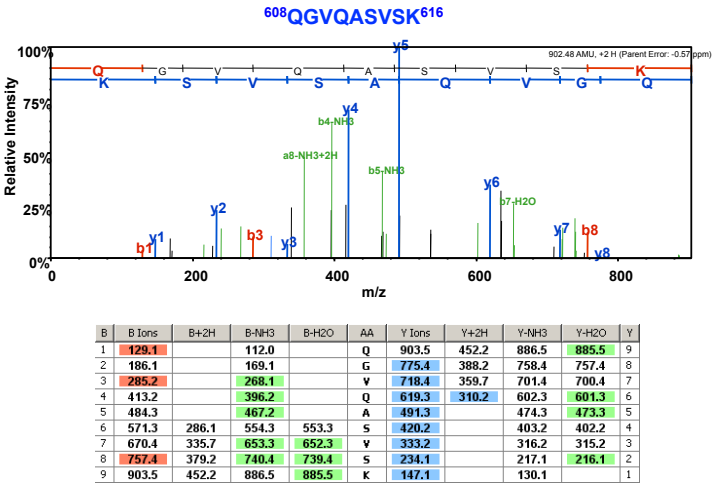 608QGVQASVSK616
902.48 AMU, +2 H (Parent Error: -0.57 ppm)
Q G V Q A S V S K
K S V S A Q V G Q
Relative Intensity
100%
75%
50%
25%
0%
y5
y4
b4-NH3
a8-NH3+2H
b5-NH3
y6
b7-H2O
y2
b3
y1
b1
y3
y7
b8
y8
0 200 400 600 800
m/z
B B Ions B+2H B-NH3 B-H2O AA Y Ions Y+2H Y-NH3 Y-H2O Y
1 129.1 112.0 Q 903.5 452.2 886.5 885.5 9
2 186.1 169.1 G 775.4 388.2 758.4 757.4 8
3 285.2 268.1 V 718.4 359.7 701.4 700.4 7
4 413.2 396.2 Q 619.3 310.2 602.3 601.3 6
5 484.3 467.2 A 491.3 474.3 473.3 5
6 571.3 286.1 554.3 553.3 S 420.2 403.2 402.2 4
7 670.4 335.7 653.3 652.3 V 333.2 316.2 315.2 3
8 757.4 379.2 740.4 739.4 S 234.1 217.1 216.1 2
9 903.5 452.2 886.5 885.5 K 147.1 130.1 1